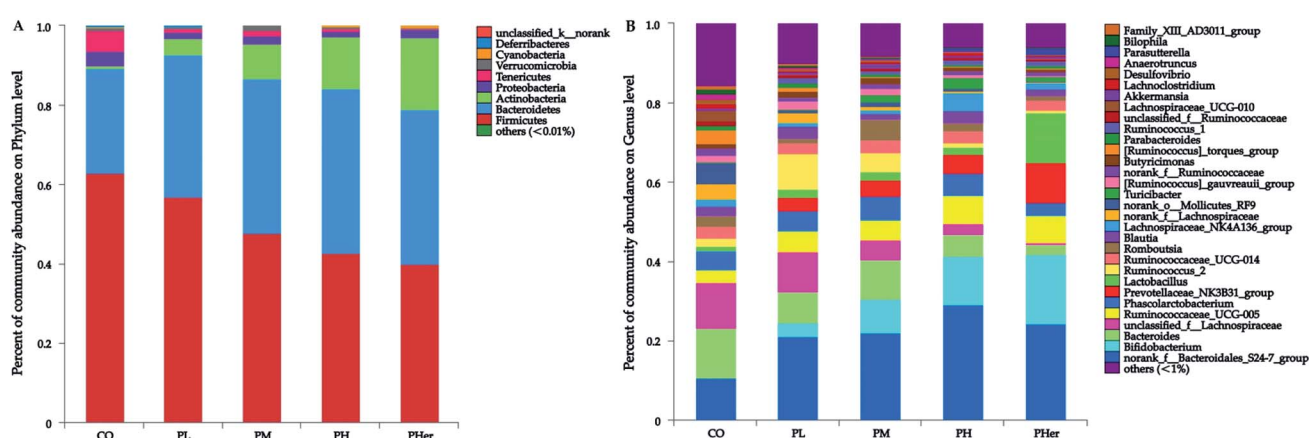 A
Percent of community abundance on Phylum level
1.0
0.8
0.6
0.4
0.2
0
CO
PL
PM
PH
PHer
unclassified_k__norank
Deferribacteres
Cyanobacteria
Verrucomicrobia
Tenericutes
Proteobacteria
Actinobacteria
Bacteroidetes
Firmicutes
others (<0.01%)
B
Percent of community abundance on Genus level
1.0
0.8
0.6
0.4
0.2
0
CO
PL
PM
PH
PHer
Family_XIII_AD3011_group
Bilophila
Parasutterella
Anaerotruncus
Desulfovibrio
Lachnoclostridium
Akkermansia
Lachnospiraceae_UCG-010
unclassified_f__Ruminococcaceae
Ruminococcus_1
Parabacteroides
[Ruminococcus]_torques_group
Butyricimonas
norank_f__Ruminococcaceae
[Ruminococcus]_gauvreauii_group
Turicibacter
norank_o__Mollicutes_RF9
norank_f__Lachnospiraceae
Lachnospiraceae_NK4A136_group
Blautia
Romboutsia
Ruminococcaceae_UCG-014
Ruminococcus_2
Lactobacillus
Prevotellaceae_NK3B31_group
Phascolarctobacterium
Ruminococcaceae_UCG-005
unclassified_f__Lachnospiraceae
Bacteroides
Bifidobacterium
norank_f__Bacteroidales_S24-7_group
others (<1%)